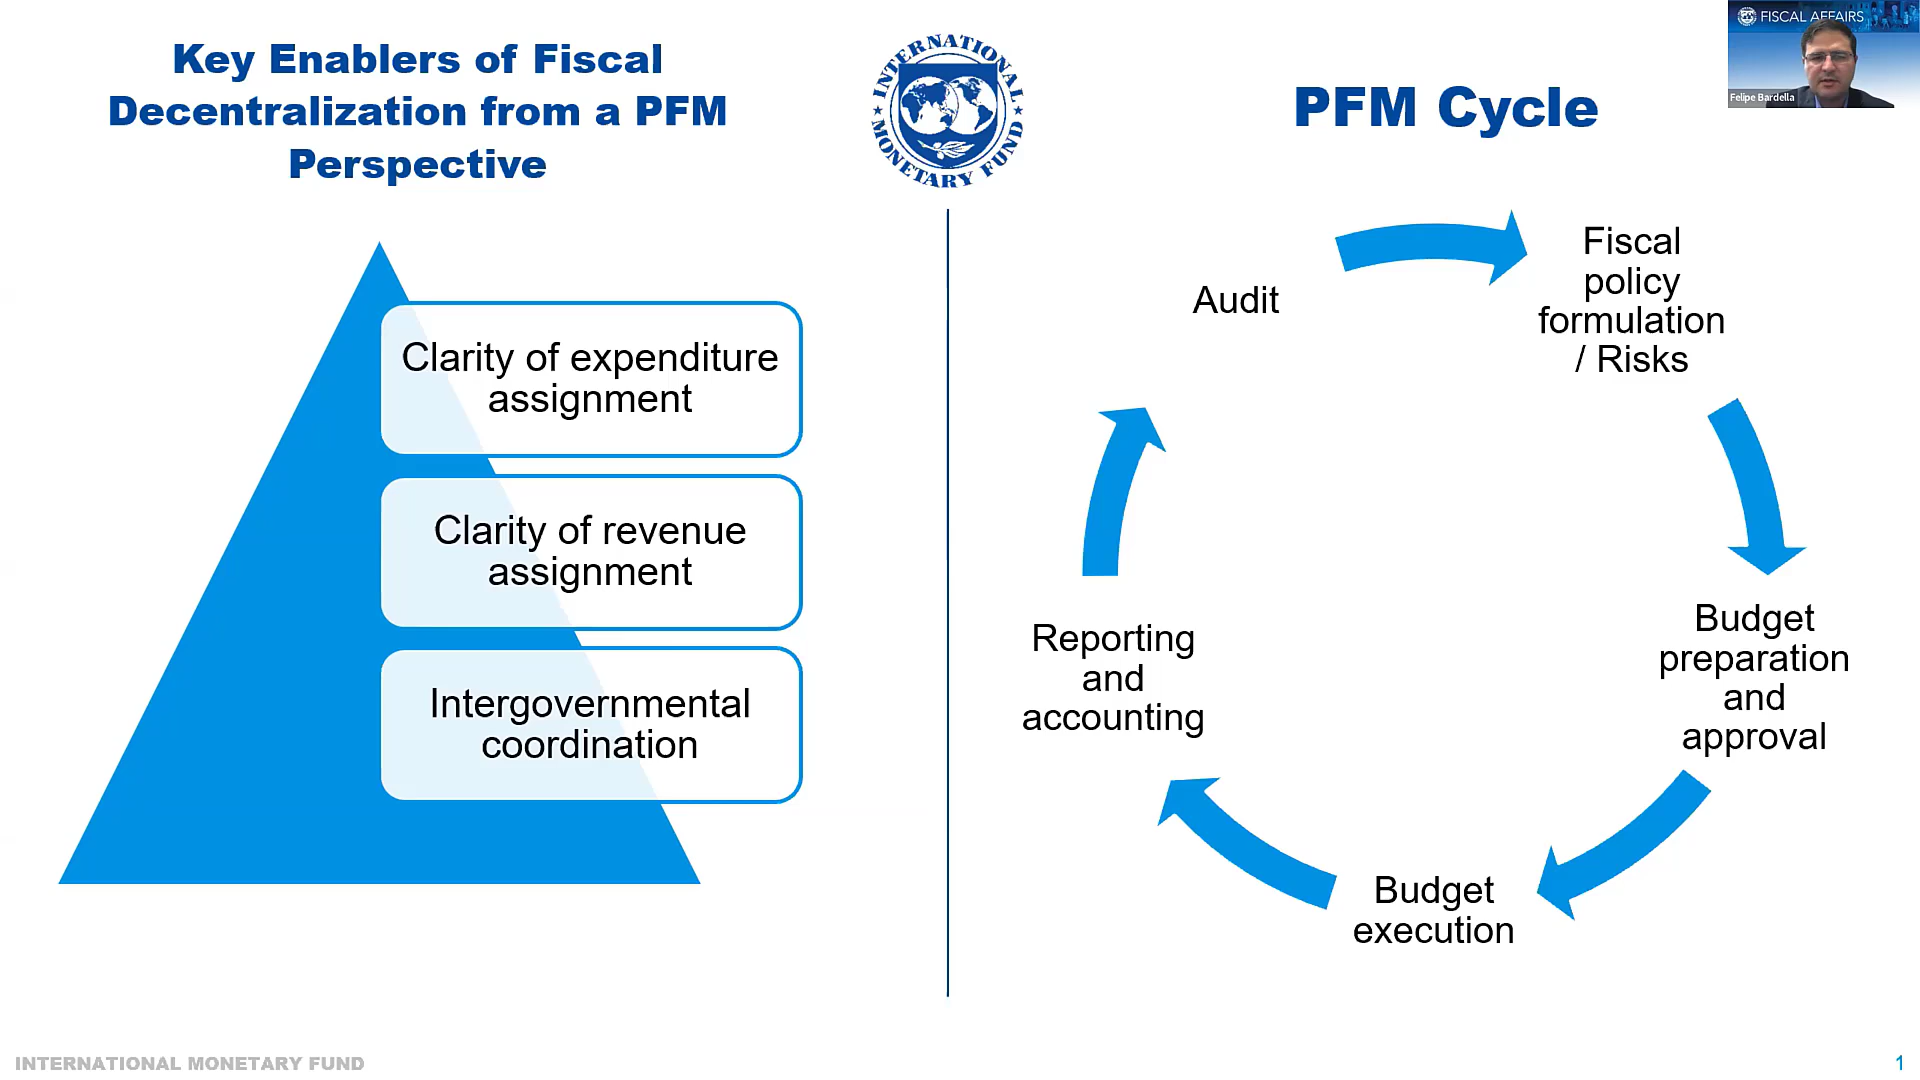 Key Enablers of Fiscal
Decentralization from a PFM
Perspective
INTERNATIONAL
MONETARY FUND
PFM Cycle
FISCAL AFFAIRS
Felipe Bardella
Clarity of expenditure
assignment
Clarity of revenue
assignment
Intergovernmental
coordination
Audit
Fiscal
policy
formulation
/ Risks
Budget
preparation
and
approval
Budget
execution
Reporting
and
accounting
INTERNATIONAL MONETARY FUND
1